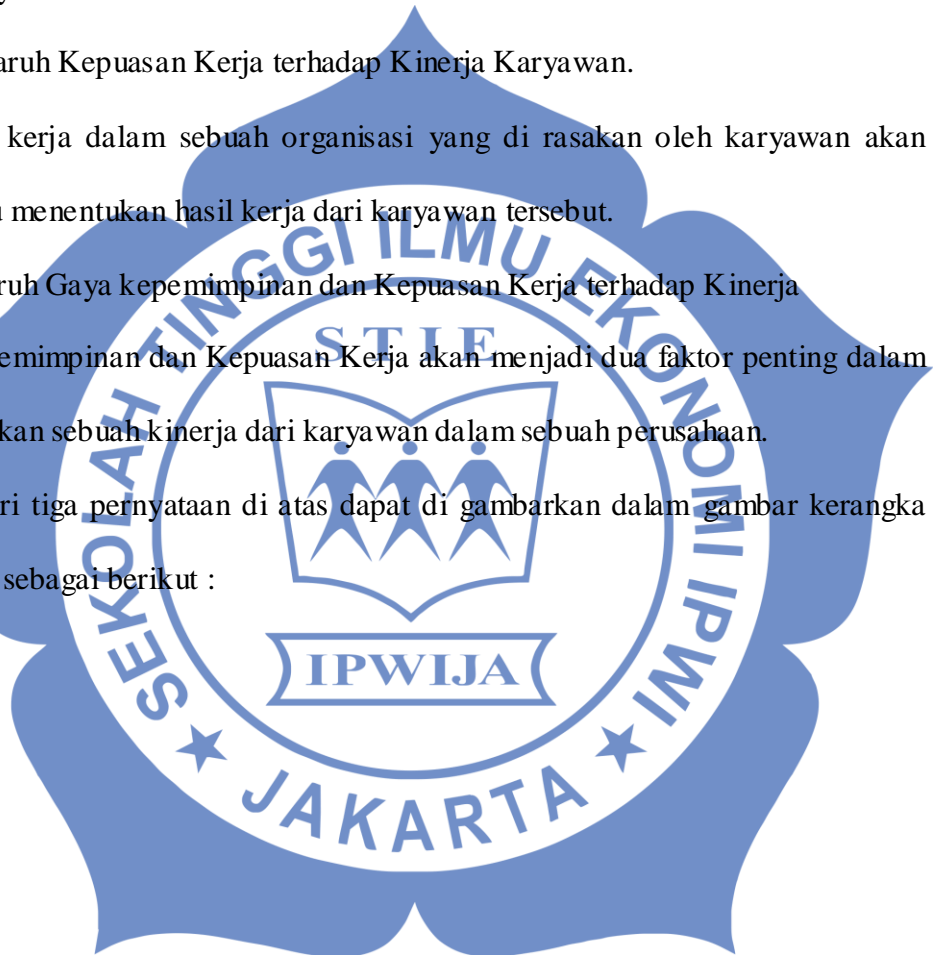 aruh Kepuasan Kerja terhadap Kinerja Karyawan.
kerja dalam sebuah organisasi yang di rasakan oleh karyawan akan
menentukan hasil kerja dari karyawan tersebut.
ruh Gaya kepemimpinan dan Kepuasan Kerja terhadap Kinerja
emimpinan dan Kepuasan Kerja akan menjadi dua faktor penting dalam
kan sebuah kinerja dari karyawan dalam sebuah perusahaan.
ri tiga pernyataan di atas dapat di gambarkan dalam gambar kerangka
sebagai berikut :
SEKOLAH TINGGI ILMU EKONOMI IPWI
STIE
IPWIJA
JAKARTA